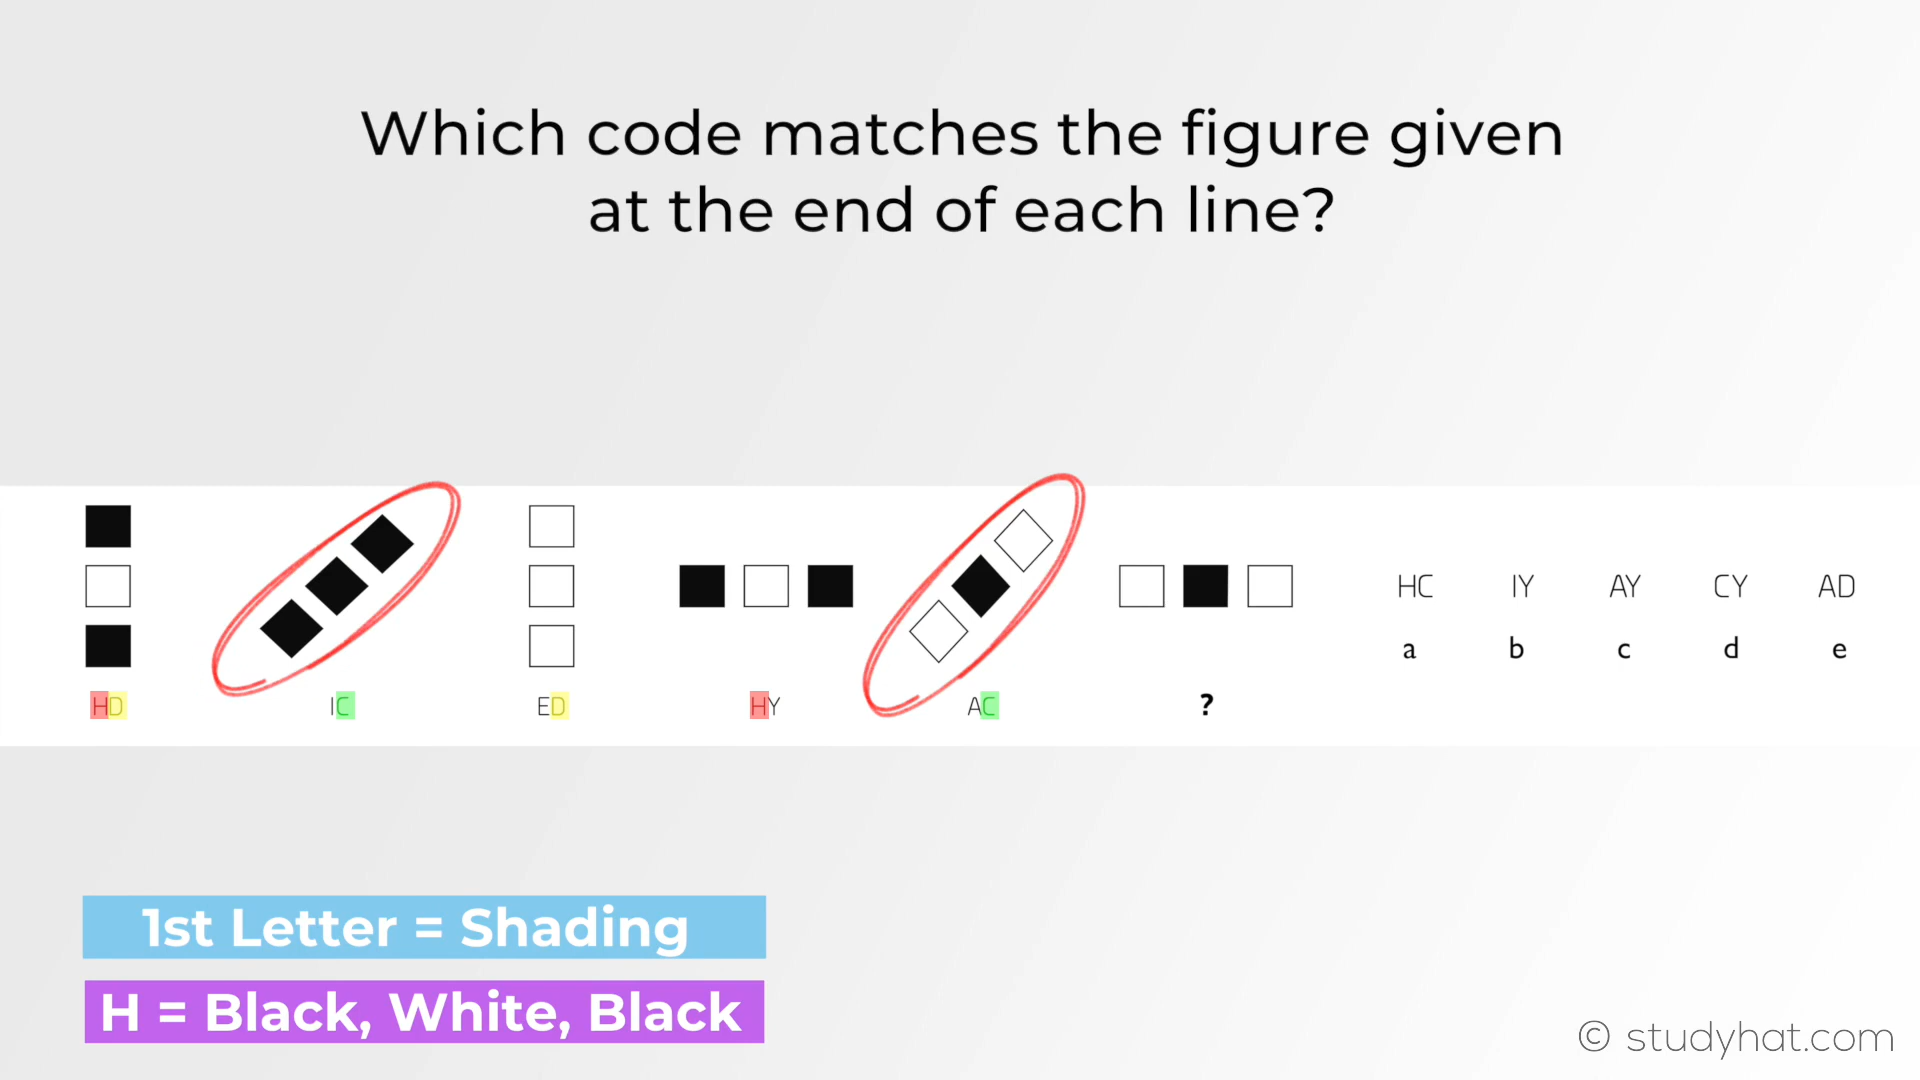 Which code matches the figure given
at the end of each line?
HC IY AY CY AD
a b c d e
HD IC ED HY AC ?
1st Letter = Shading
H = Black, White, Black
© studyhat.com